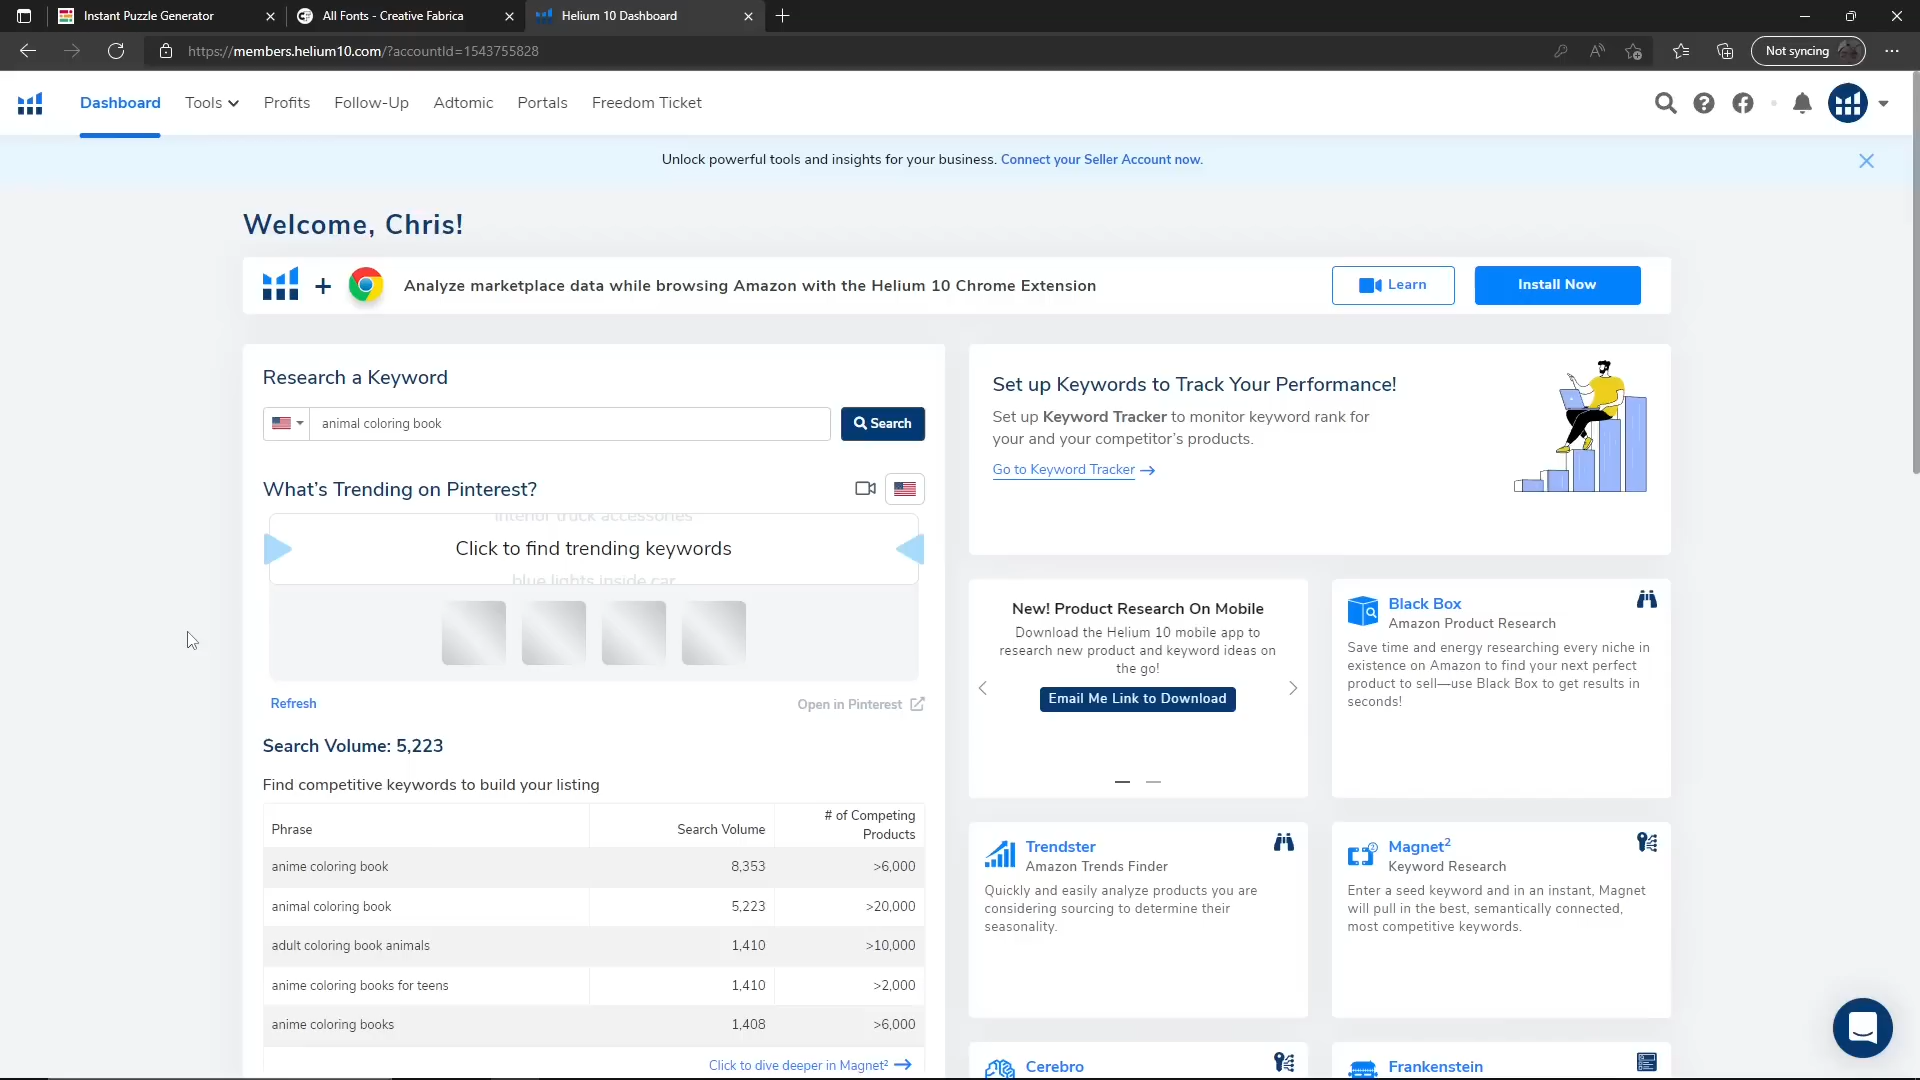 Instant Puzzle Generator
All Fonts - Creative Fabrica
Helium 10 Dashboard
https://members.helium10.com/?accountId=1543755828
Not syncing
Dashboard
Tools
Profits
Follow-Up
Adtomic
Portals
Freedom Ticket
Unlock powerful tools and insights for your business. Connect your Seller Account now.
Welcome, Chris!
+
Analyze marketplace data while browsing Amazon with the Helium 10 Chrome Extension
Learn
Install Now
Research a Keyword
animal coloring book
Search
What's Trending on Pinterest?
interior truck accessories
Click to find trending keywords
blue lights inside car
Refresh
Open in Pinterest
Search Volume: 5,223
Find competitive keywords to build your listing
Phrase
Search Volume
# of Competing
Products
anime coloring book 8,353 >6,000
animal coloring book 5,223 >20,000
adult coloring book animals 1,410 >10,000
anime coloring books for teens 1,410 >2,000
anime coloring books 1,408 >6,000
Click to dive deeper in Magnet² →
Set up Keywords to Track Your Performance!
Set up Keyword Tracker to monitor keyword rank for
your and your competitor's products.
Go to Keyword Tracker →
New! Product Research On Mobile
Download the Helium 10 mobile app to
research new product and keyword ideas on
the go!
Email Me Link to Download
Black Box
Amazon Product Research
Save time and energy researching every niche in
existence on Amazon to find your next perfect
product to sell—use Black Box to get results in
seconds!
Trendster
Amazon Trends Finder
Quickly and easily analyze products you are
considering sourcing to determine their
seasonality.
Magnet²
Keyword Research
Enter a seed keyword and in an instant, Magnet
will pull in the best, semantically connected,
most competitive keywords.
Cerebro
Frankenstein